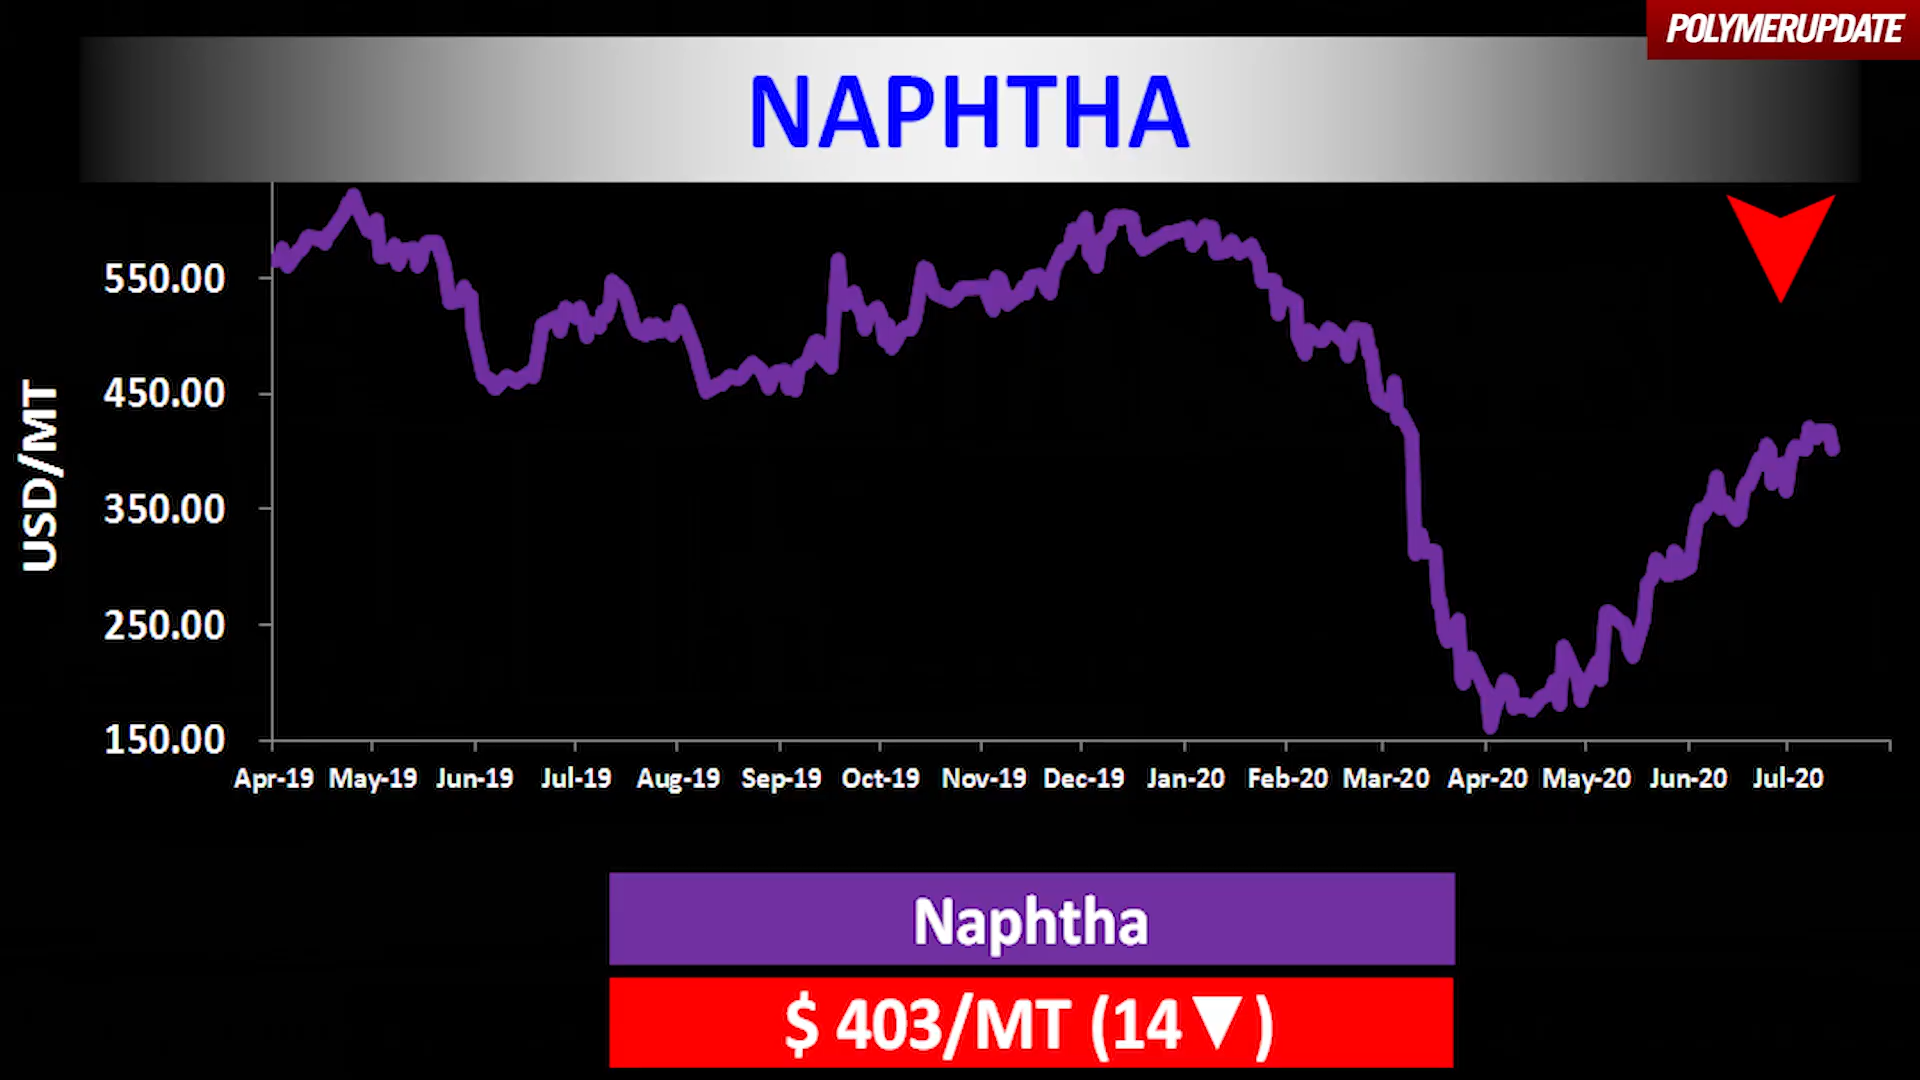 POLYMERUPDATE
NAPHTHA
USD/MT
550.00
450.00
350.00
250.00
150.00
Apr-19 May-19 Jun-19 Jul-19 Aug-19 Sep-19 Oct-19 Nov-19 Dec-19 Jan-20 Feb-20 Mar-20 Apr-20 May-20 Jun-20 Jul-20
Naphtha
$ 403/MT (14▼)